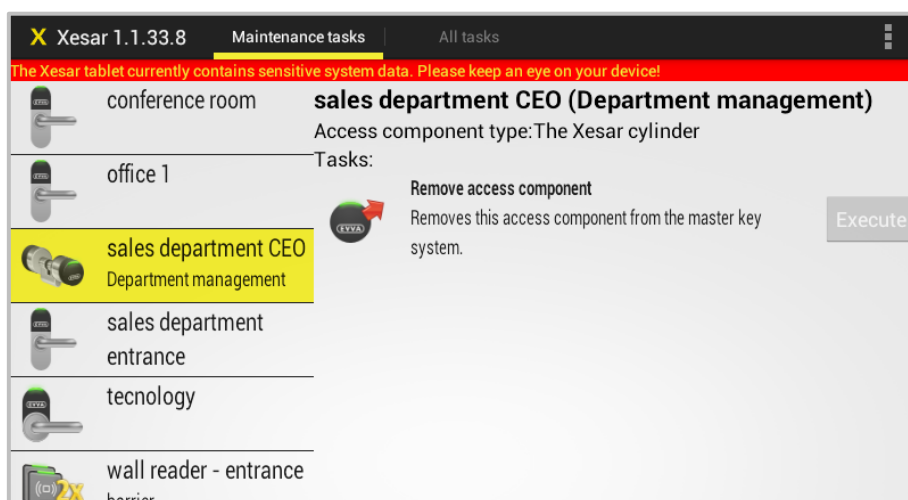 X Xesar 1.1.33.8 Maintenance tasks All tasks
The Xesar tablet currently contains sensitive system data. Please keep an eye on your device!
conference room
office 1
sales department CEO
Department management
sales department
entrance
tecnology
wall reader - entrance
barrier
2X
sales department CEO (Department management)
Access component type:The Xesar cylinder
Tasks:
EVVA
Remove access component
Removes this access component from the master key
system.
Execute